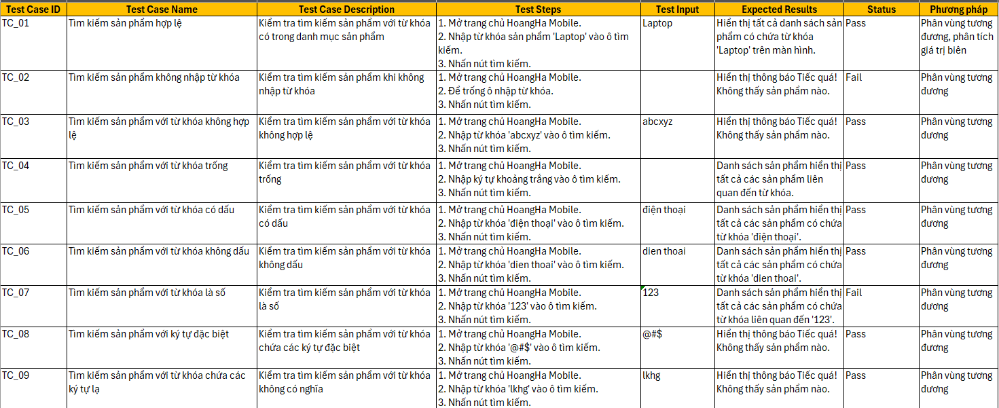 Test Case ID Test Case Name Test Case Description Test Steps Test Input Expected Results Status Phương pháp
TC_01 Tìm kiếm sản phẩm hợp lệ Kiểm tra tìm kiếm sản phẩm với từ khóa 1. Mở trang chủ HoangHa Mobile. Laptop Hiển thị tất cả danh sách sản Pass Phân vùng tương
có trong danh mục sản phẩm 2. Nhập từ khóa sản phẩm 'Laptop' vào ô tìm phẩm có chứa từ khóa đương, phân tích
kiếm. 'Laptop' trên màn hình. giá trị biên
3. Nhấn nút tìm kiếm.
TC_02 Tìm kiếm sản phẩm không nhập từ khóa Kiểm tra tìm kiếm sản phẩm khi không 1. Mở trang chủ HoangHa Mobile. Hiển thị thông báo Tiếc quá! Fail Phân vùng tương
nhập từ khóa 2. Để trống ô nhập từ khóa. Không thấy sản phẩm nào. đương
3. Nhấn nút tìm kiếm.
TC_03 Tìm kiếm sản phẩm với từ khóa không hợp Kiểm tra tìm kiếm sản phẩm với từ khóa 1. Mở trang chủ HoangHa Mobile. abcxyz Hiển thị thông báo Tiếc quá! Pass Phân vùng tương
lệ không hợp lệ 2. Nhập từ khóa 'abcxyz' vào ô tìm kiếm. Không thấy sản phẩm nào. đương
3. Nhấn nút tìm kiếm.
TC_04 Tìm kiếm sản phẩm với từ khóa trống Kiểm tra tìm kiếm sản phẩm với từ khóa 1. Mở trang chủ HoangHa Mobile. Danh sách sản phẩm hiển thị Pass Phân vùng tương
trống 2. Nhập ký tự khoảng trắng vào ô tìm kiếm. tất cả các sản phẩm liên đương
3. Nhấn nút tìm kiếm. quan đến từ khóa.
TC_05 Tìm kiếm sản phẩm với từ khóa có dấu Kiểm tra tìm kiếm sản phẩm với từ khóa 1. Mở trang chủ HoangHa Mobile. điện thoại Danh sách sản phẩm hiển thị Pass Phân vùng tương
có dấu 2. Nhập từ khóa 'điện thoại' vào ô tìm kiếm. tất cả các sản phẩm có chứa đương
3. Nhấn nút tìm kiếm. từ khóa 'điện thoại'.
TC_06 Tìm kiếm sản phẩm với từ khóa không dấu Kiểm tra tìm kiếm sản phẩm với từ khóa 1. Mở trang chủ HoangHa Mobile. dien thoai Danh sách sản phẩm hiển thị Pass Phân vùng tương
không dấu 2. Nhập từ khóa 'dien thoai' vào ô tìm kiếm. tất cả các sản phẩm có chứa đương
3. Nhấn nút tìm kiếm. từ khóa 'dien thoai'.
TC_07 Tìm kiếm sản phẩm với từ khóa là số Kiểm tra tìm kiếm sản phẩm với từ khóa 1. Mở trang chủ HoangHa Mobile. 123 Danh sách sản phẩm hiển thị Fail Phân vùng tương
là số 2. Nhập từ khóa '123' vào ô tìm kiếm. tất cả các sản phẩm có chứa đương
3. Nhấn nút tìm kiếm. từ khóa liên quan đến '123'.
TC_08 Tìm kiếm sản phẩm với ký tự đặc biệt Kiểm tra tìm kiếm sản phẩm với từ khóa 1. Mở trang chủ HoangHa Mobile. @#$ Hiển thị thông báo Tiếc quá! Pass Phân vùng tương
chứa các ký tự đặc biệt 2. Nhập từ khóa '@#$' vào ô tìm kiếm. Không thấy sản phẩm nào. đương
3. Nhấn nút tìm kiếm.
TC_09 Tìm kiếm sản phẩm với từ khóa chứa các Kiểm tra tìm kiếm sản phẩm với từ khóa 1. Mở trang chủ HoangHa Mobile. lkhg Hiển thị thông báo Tiếc quá! Pass Phân vùng tương
ký tự lạ không có nghĩa 2. Nhập từ khóa 'lkhg' vào ô tìm kiếm. Không thấy sản phẩm nào. đương
3. Nhấn nút tìm kiếm.